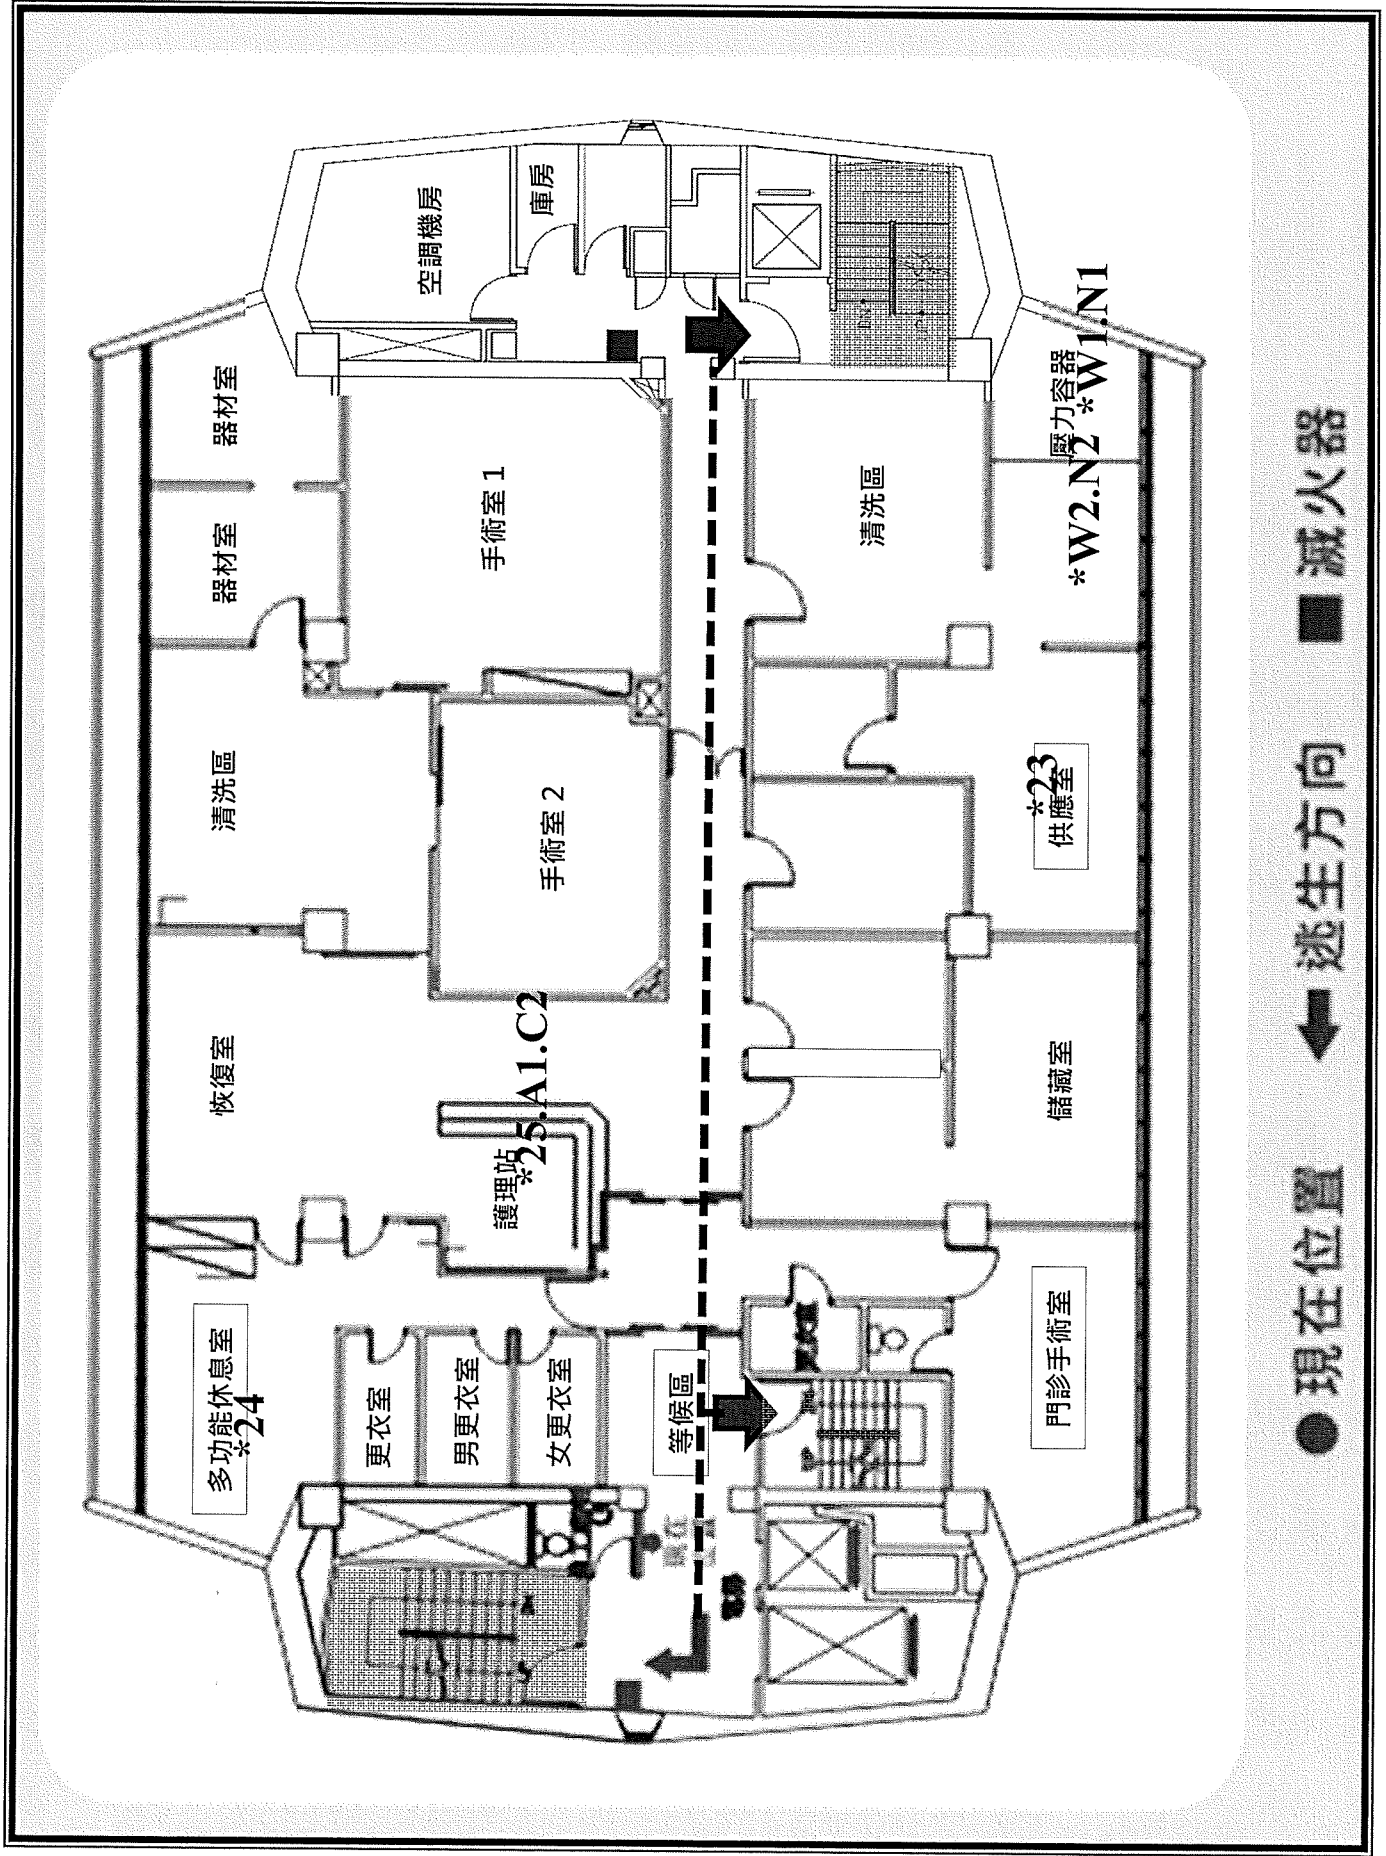 多功能休息室
*24
恢復室
清洗區
器材室
器材室
更衣室
男更衣室
女更衣室
護理站
*25.A1.C2
手術室2
手術室1
空調機房
庫房
等候區
現在
門診手術室
儲藏室
供應室
*23
清洗區
壓力容器
*W2.N2
*W1.N1
現在位置
逃生方向
滅火器